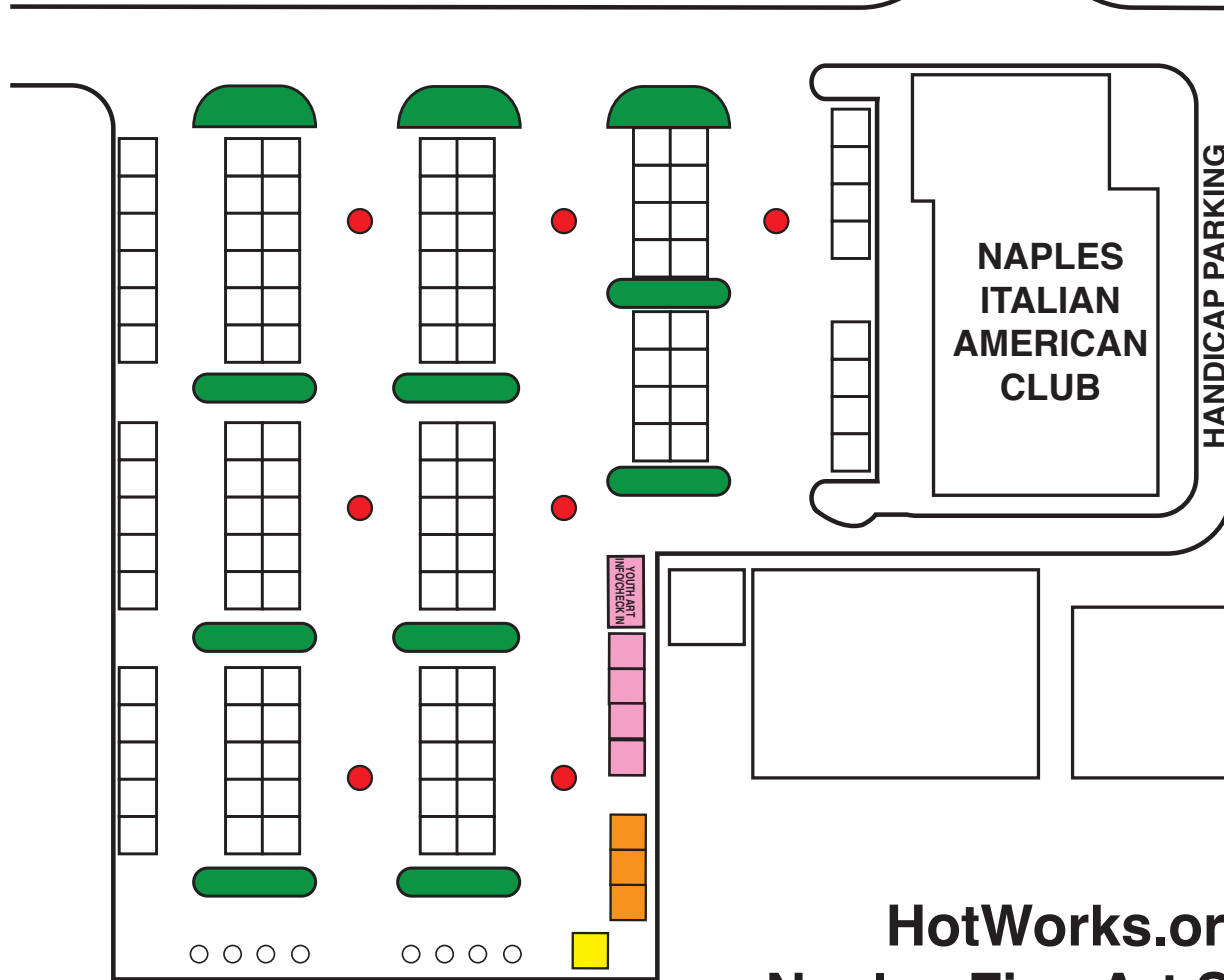 NAPLES
ITALIAN
AMERICAN
CLUB
HANDICAP PARKING
YOUTH ART
INFO/CHECK IN
HotWorks.or